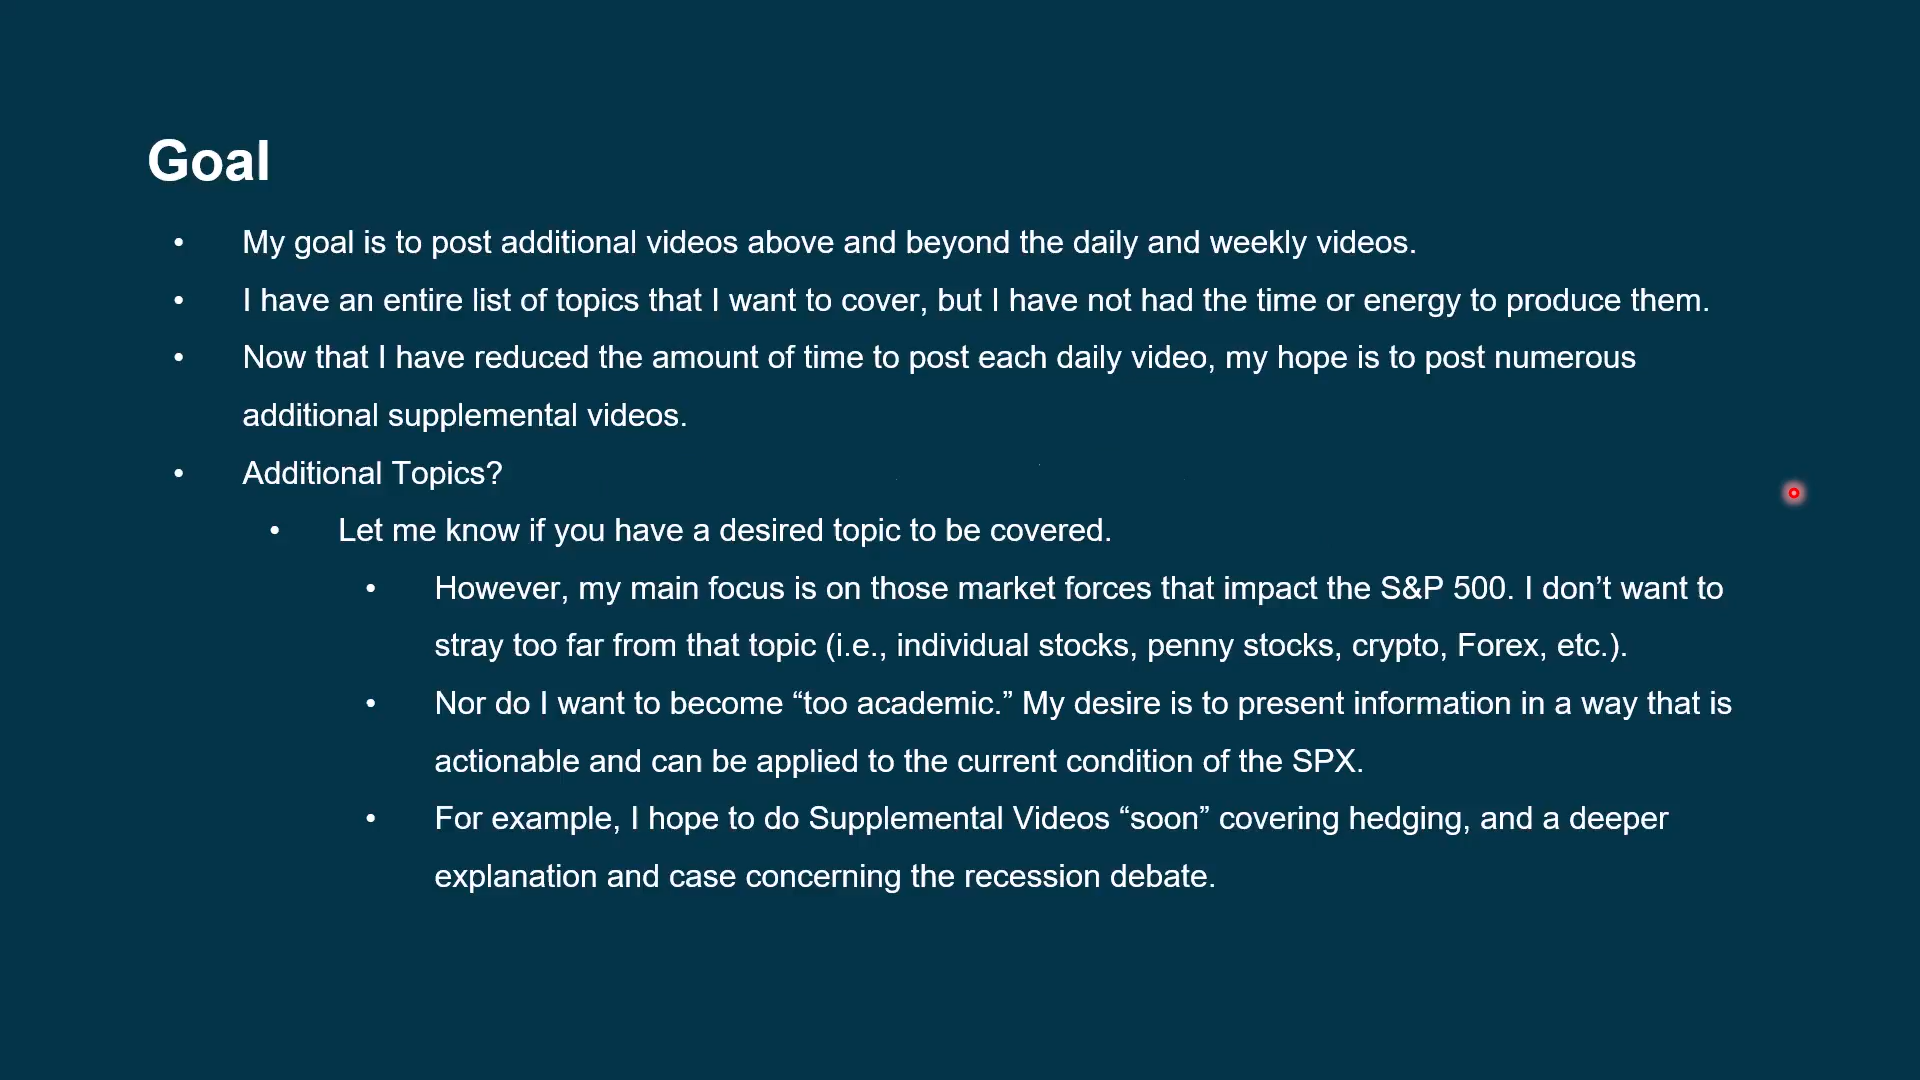 Goal
• My goal is to post additional videos above and beyond the daily and weekly videos.
• I have an entire list of topics that I want to cover, but I have not had the time or energy to produce them.
• Now that I have reduced the amount of time to post each daily video, my hope is to post numerous
additional supplemental videos.
• Additional Topics?
• Let me know if you have a desired topic to be covered.
• However, my main focus is on those market forces that impact the S&P 500. I don’t want to
stray too far from that topic (i.e., individual stocks, penny stocks, crypto, Forex, etc.).
• Nor do I want to become “too academic.” My desire is to present information in a way that is
actionable and can be applied to the current condition of the SPX.
• For example, I hope to do Supplemental Videos “soon” covering hedging, and a deeper
explanation and case concerning the recession debate.